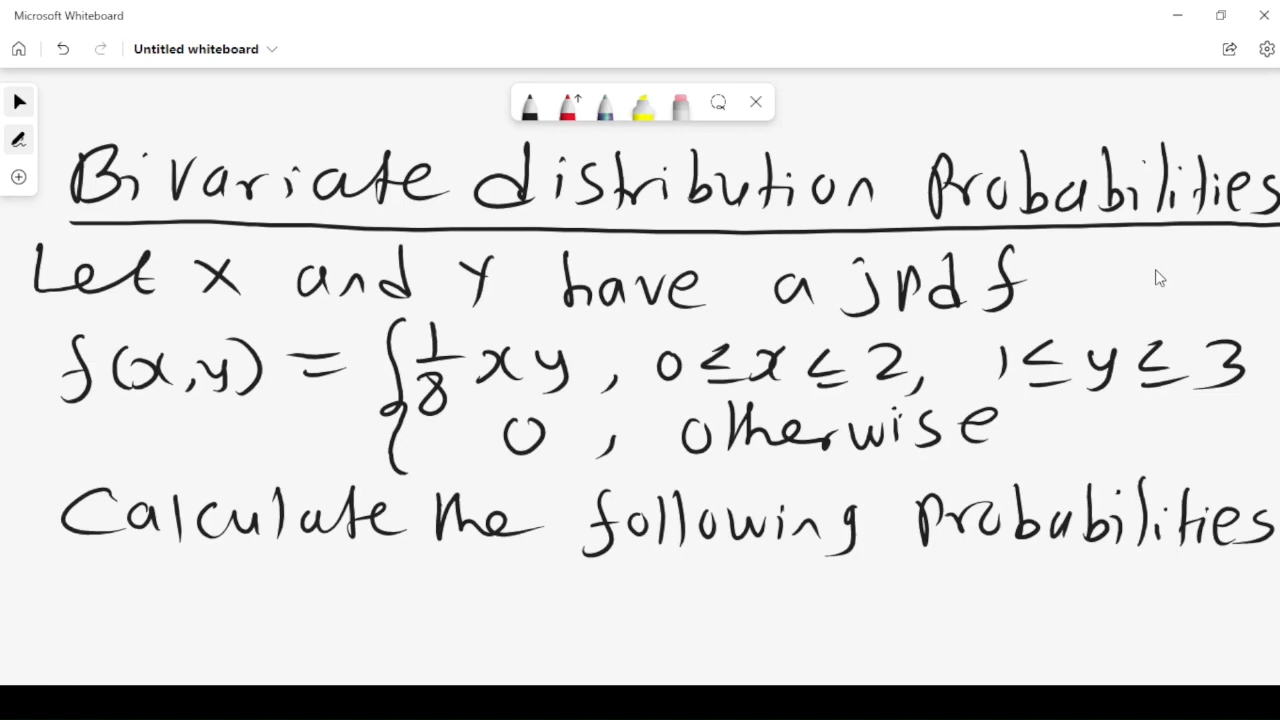 Microsoft Whiteboard
Untitled whiteboard
Bivariate distribution Probabilities
Let X and Y have a jpdf
f(x,y) = { 1/8 xy, 0 ≤ x ≤ 2, 1 ≤ y ≤ 3
0, otherwise
Calculate the following probabilities